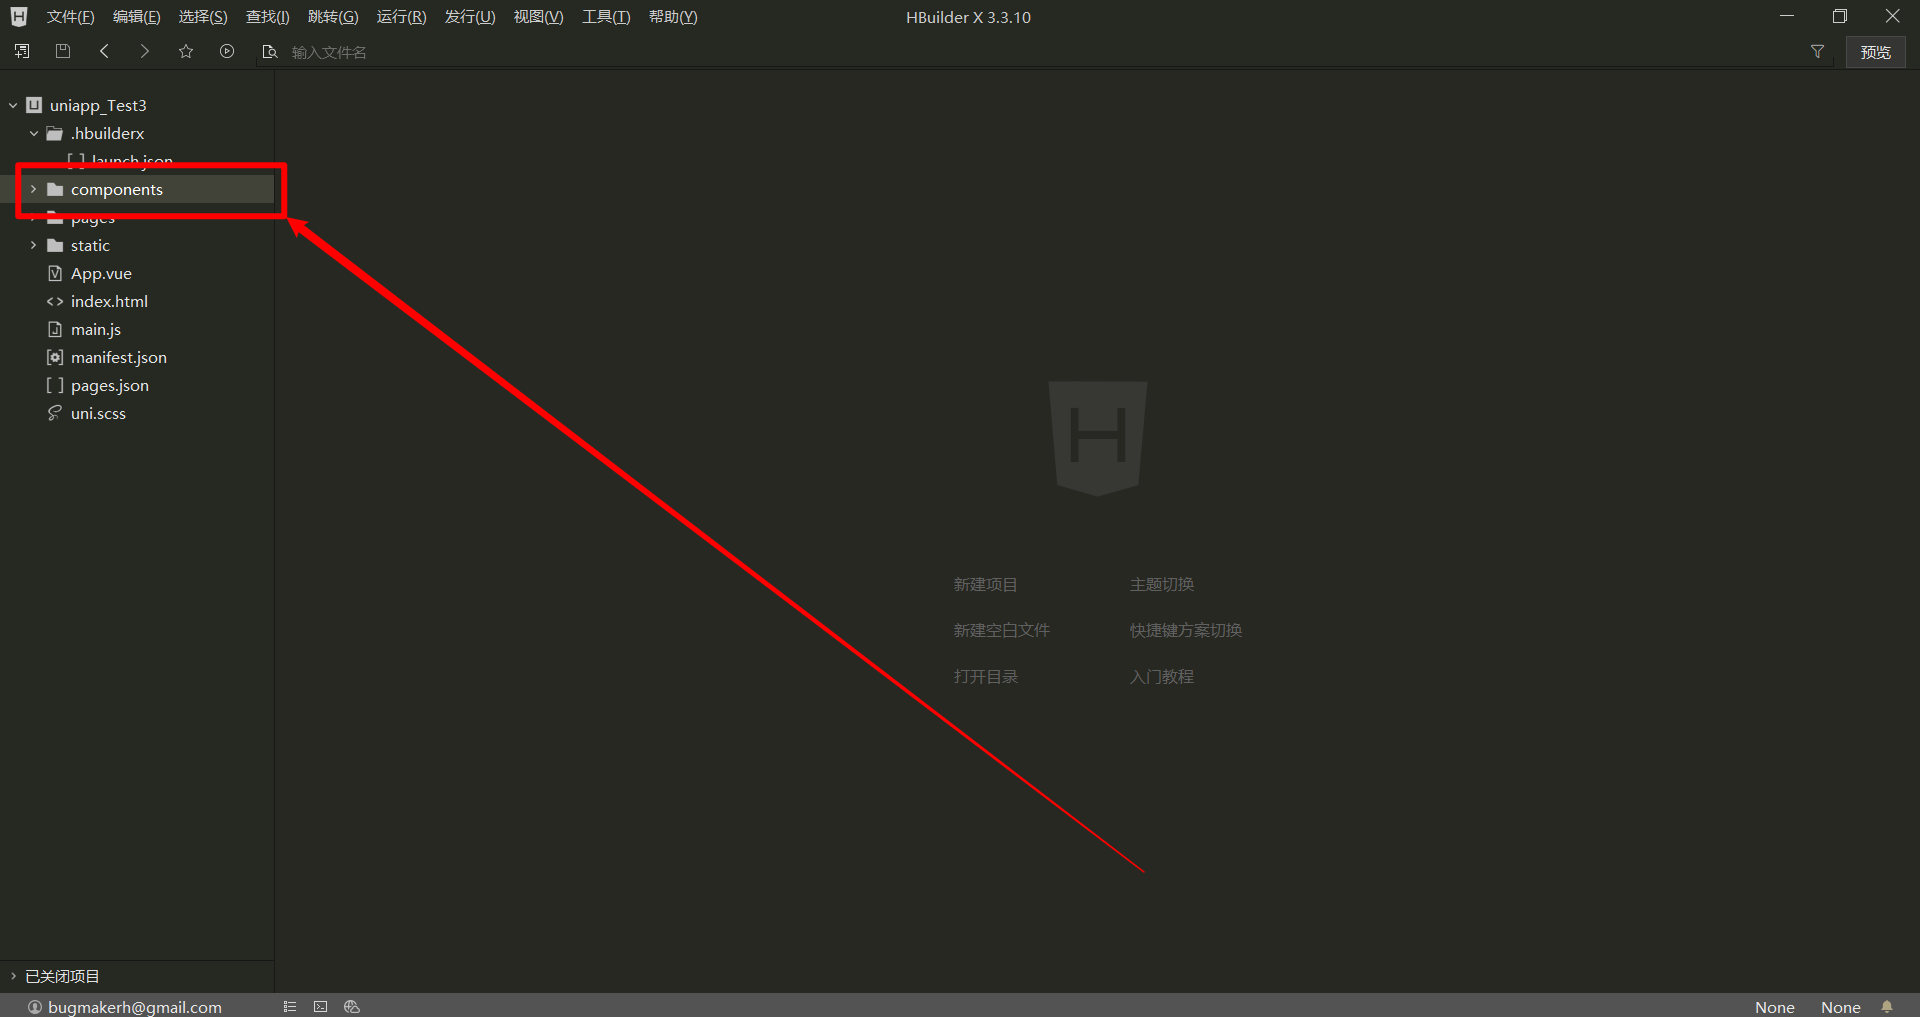 文件(F) 编辑(E) 选择(S) 查找(I) 跳转(G) 运行(R) 发行(U) 视图(V) 工具(T) 帮助(Y) HBuilder X 3.3.10
输入文件名 预览
uniapp_Test3
.hbuilderx
launch.json
components
pages
static
App.vue
index.html
main.js
manifest.json
pages.json
uni.scss
新建项目 主题切换
新建空白文件 快捷键方案切换
打开目录 入门教程
已关闭项目
bugmakerh@gmail.com None None